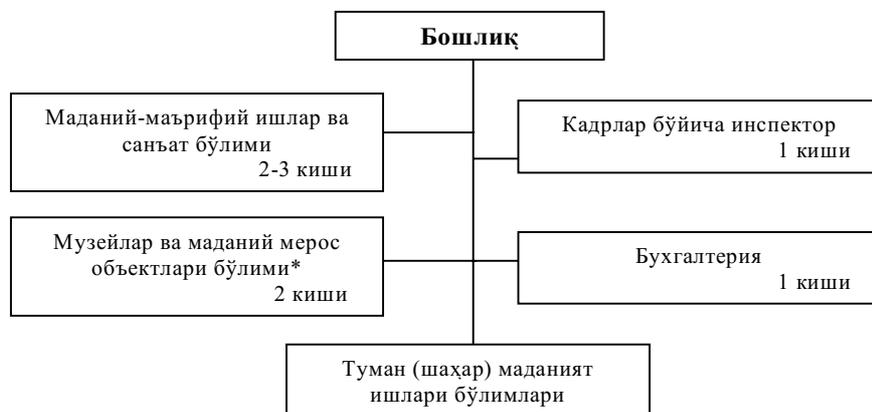 Бошлиқ
Маданий-маърифий ишлар ва
санъат бўлими
2-3 киши
Кадрлар бўйича инспектор
1 киши
Музейлар ва маданий мерос
объектлари бўлими*
2 киши
Бухгалтерия
1 киши
Туман (шаҳар) маданият
ишлари бўлимлари